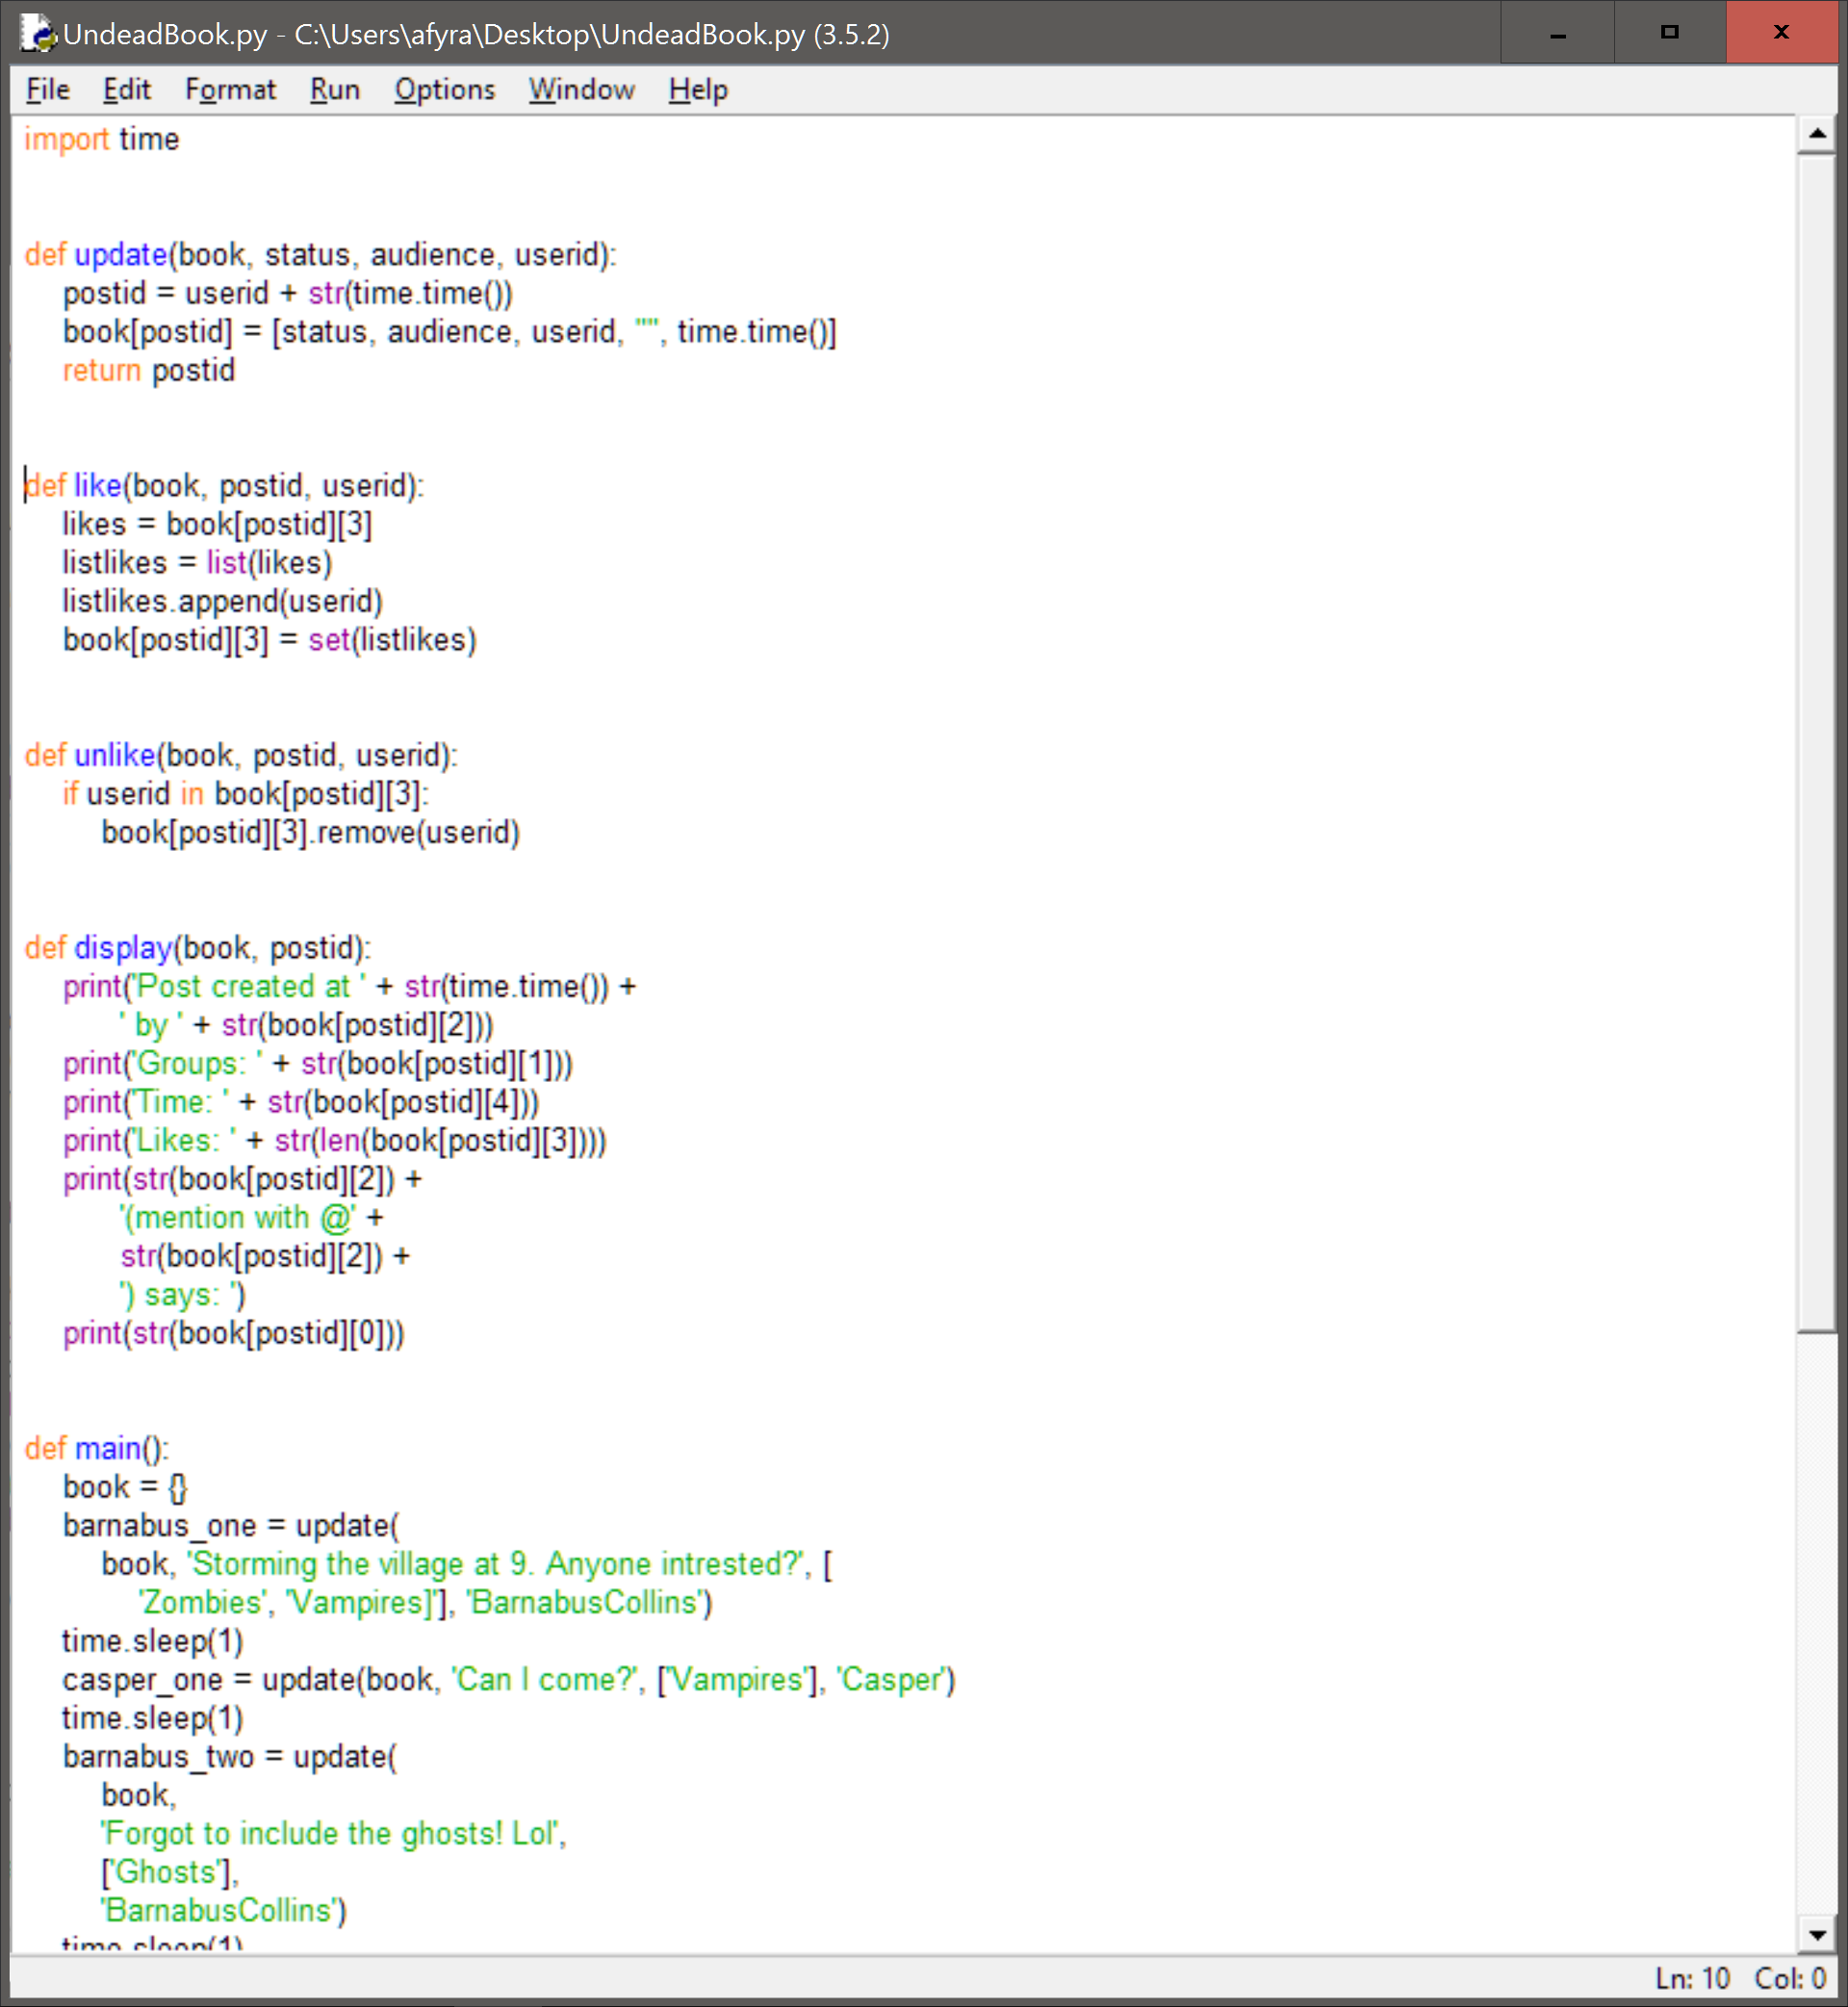 UndeadBook.py - C:\Users\afyra\Desktop\UndeadBook.py (3.5.2)
File Edit Format Run Options Window Help
import time
def update(book, status, audience, userid):
    postid = userid + str(time.time())
    book[postid] = [status, audience, userid, "", time.time()]
    return postid
def like(book, postid, userid):
    likes = book[postid][3]
    listlikes = list(likes)
    listlikes.append(userid)
    book[postid][3] = set(listlikes)
def unlike(book, postid, userid):
    if userid in book[postid][3]:
        book[postid][3].remove(userid)
def display(book, postid):
    print('Post created at ' + str(time.time()) +
          ' by ' + str(book[postid][2]))
    print('Groups: ' + str(book[postid][1]))
    print('Time: ' + str(book[postid][4]))
    print('Likes: ' + str(len(book[postid][3])))
    print(str(book[postid][2]) +
          '(mention with @' +
          str(book[postid][2]) +
          ') says: ')
    print(str(book[postid][0]))
def main():
    book = {}
    barnabus_one = update(
        book, 'Storming the village at 9. Anyone intrested?', [
            'Zombies', 'Vampires]'], 'BarnabusCollins')
    time.sleep(1)
    casper_one = update(book, 'Can I come?', ['Vampires'], 'Casper')
    time.sleep(1)
    barnabus_two = update(
        book,
        'Forgot to include the ghosts! Lol',
        ['Ghosts'],
        'BarnabusCollins')
    time.sleep(1)
Ln: 10 Col: 0